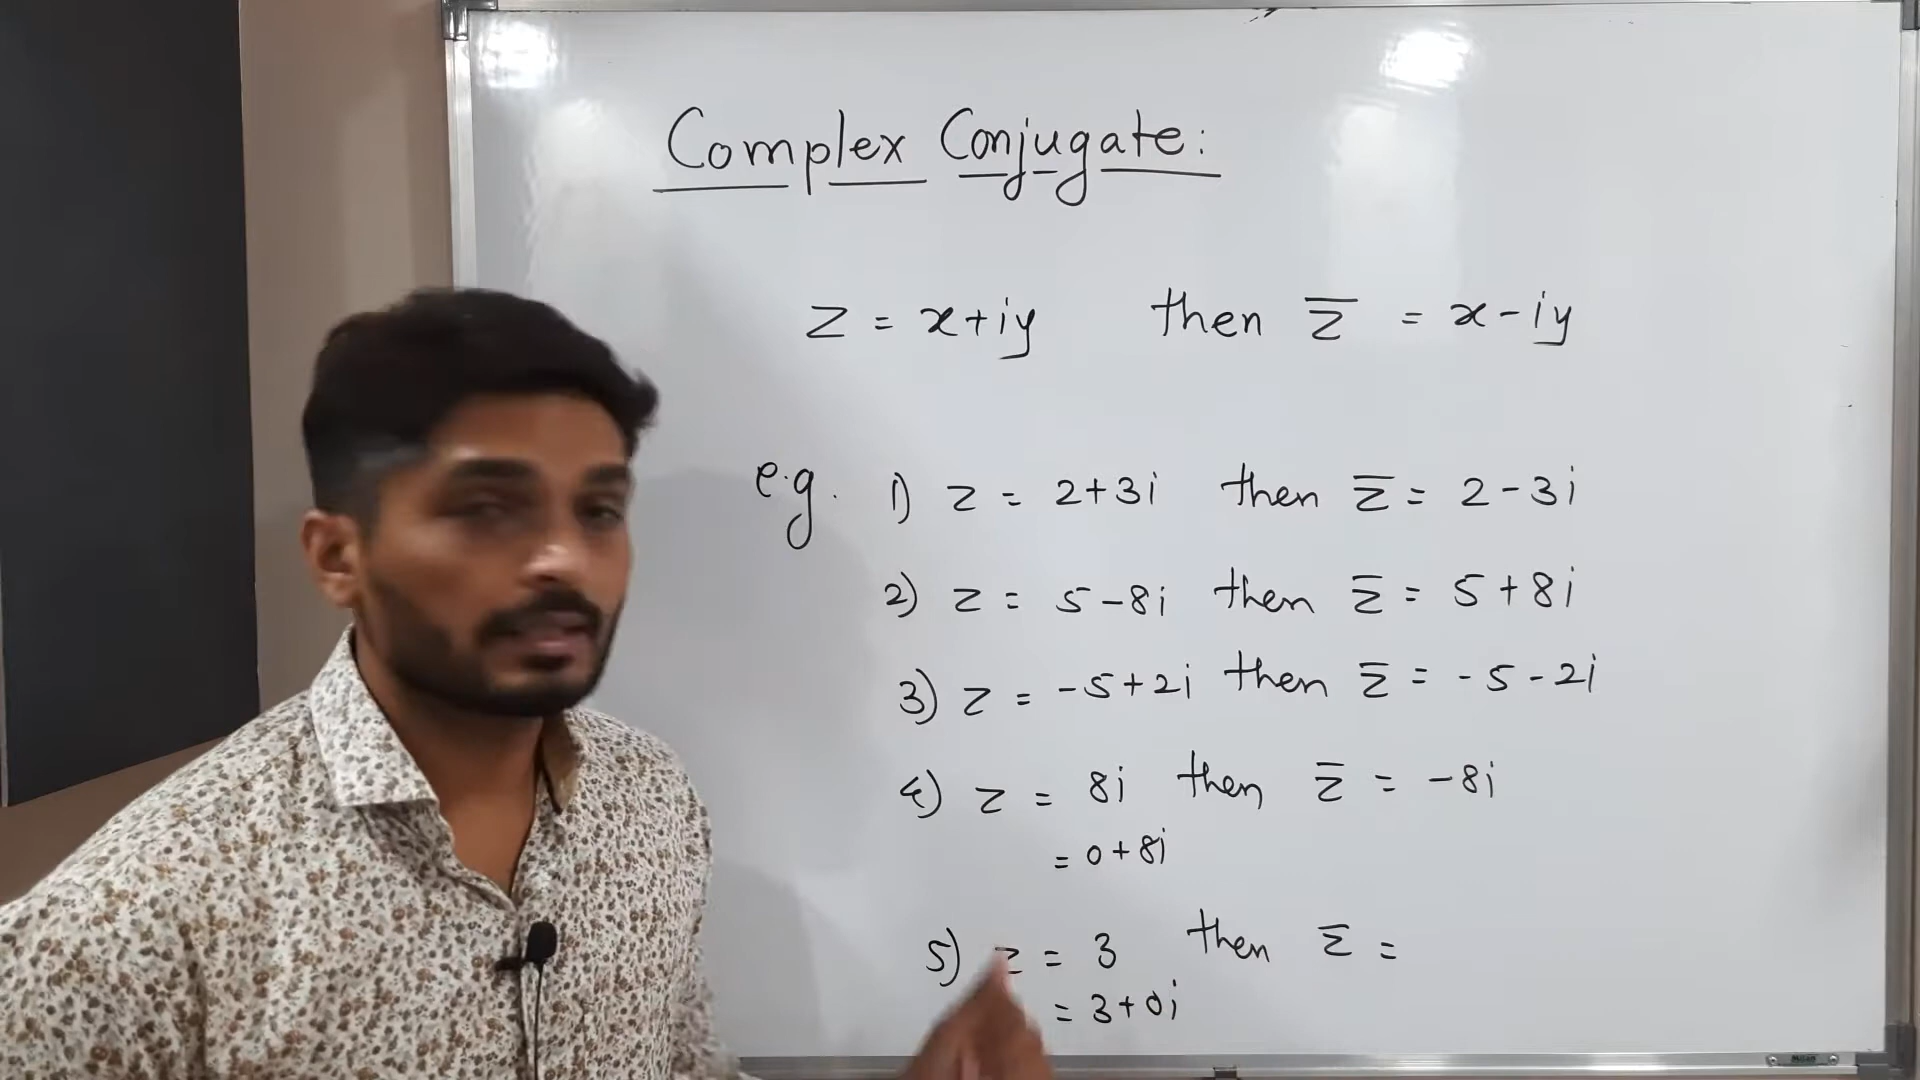 Complex Conjugate:
z = x+iy then z̅ = x-iy
e.g. 1) z = 2+3i then z̅ = 2-3i
2) z = 5-8i then z̅ = 5+8i
3) z = -5+2i then z̅ = -5-2i
4) z = 8i then z̅ = -8i
= 0+8i
5) z = 3 then z̅ =
= 3+0i